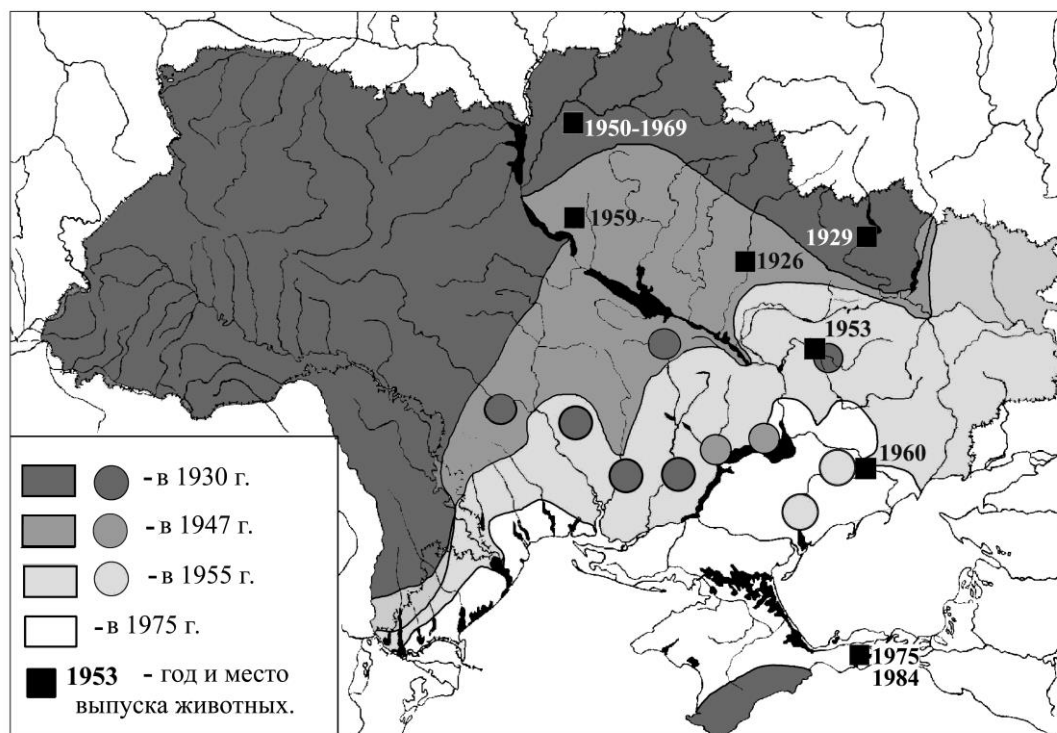 1950-1969
1959
1929
1926
1953
1960
1975
1984
- в 1930 г.
- в 1947 г.
- в 1955 г.
- в 1975 г.
1953 - год и место
выпуска животных.